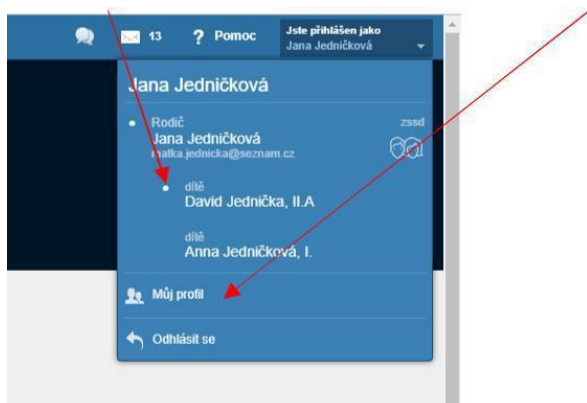 13
? Pomoc
Jste přihlášen jako
Jana Jedničková
Jana Jedničková
Rodič
zssd
Jana Jedničková
matka.jednicka@seznam.cz
dítě
David Jednička, II.A
dítě
Anna Jedničková, I.
Můj profil
Odhlásit se